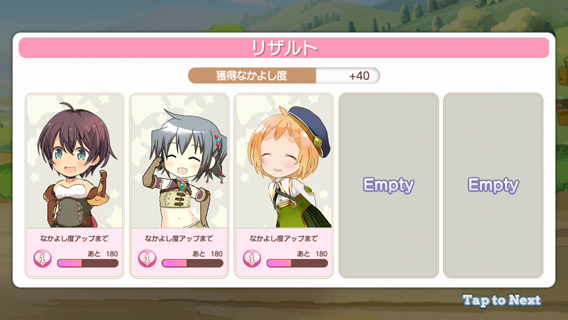 リザルト
獲得なかよし度 +40
なかよし度アップまで
1 あと 180
なかよし度アップまで
1 あと 180
なかよし度アップまで
1 あと 180
Empty
Empty
Tap to Next